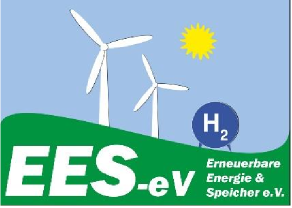 H2
EES-eV
Erneuerbare
Energie &
Speicher e.V.